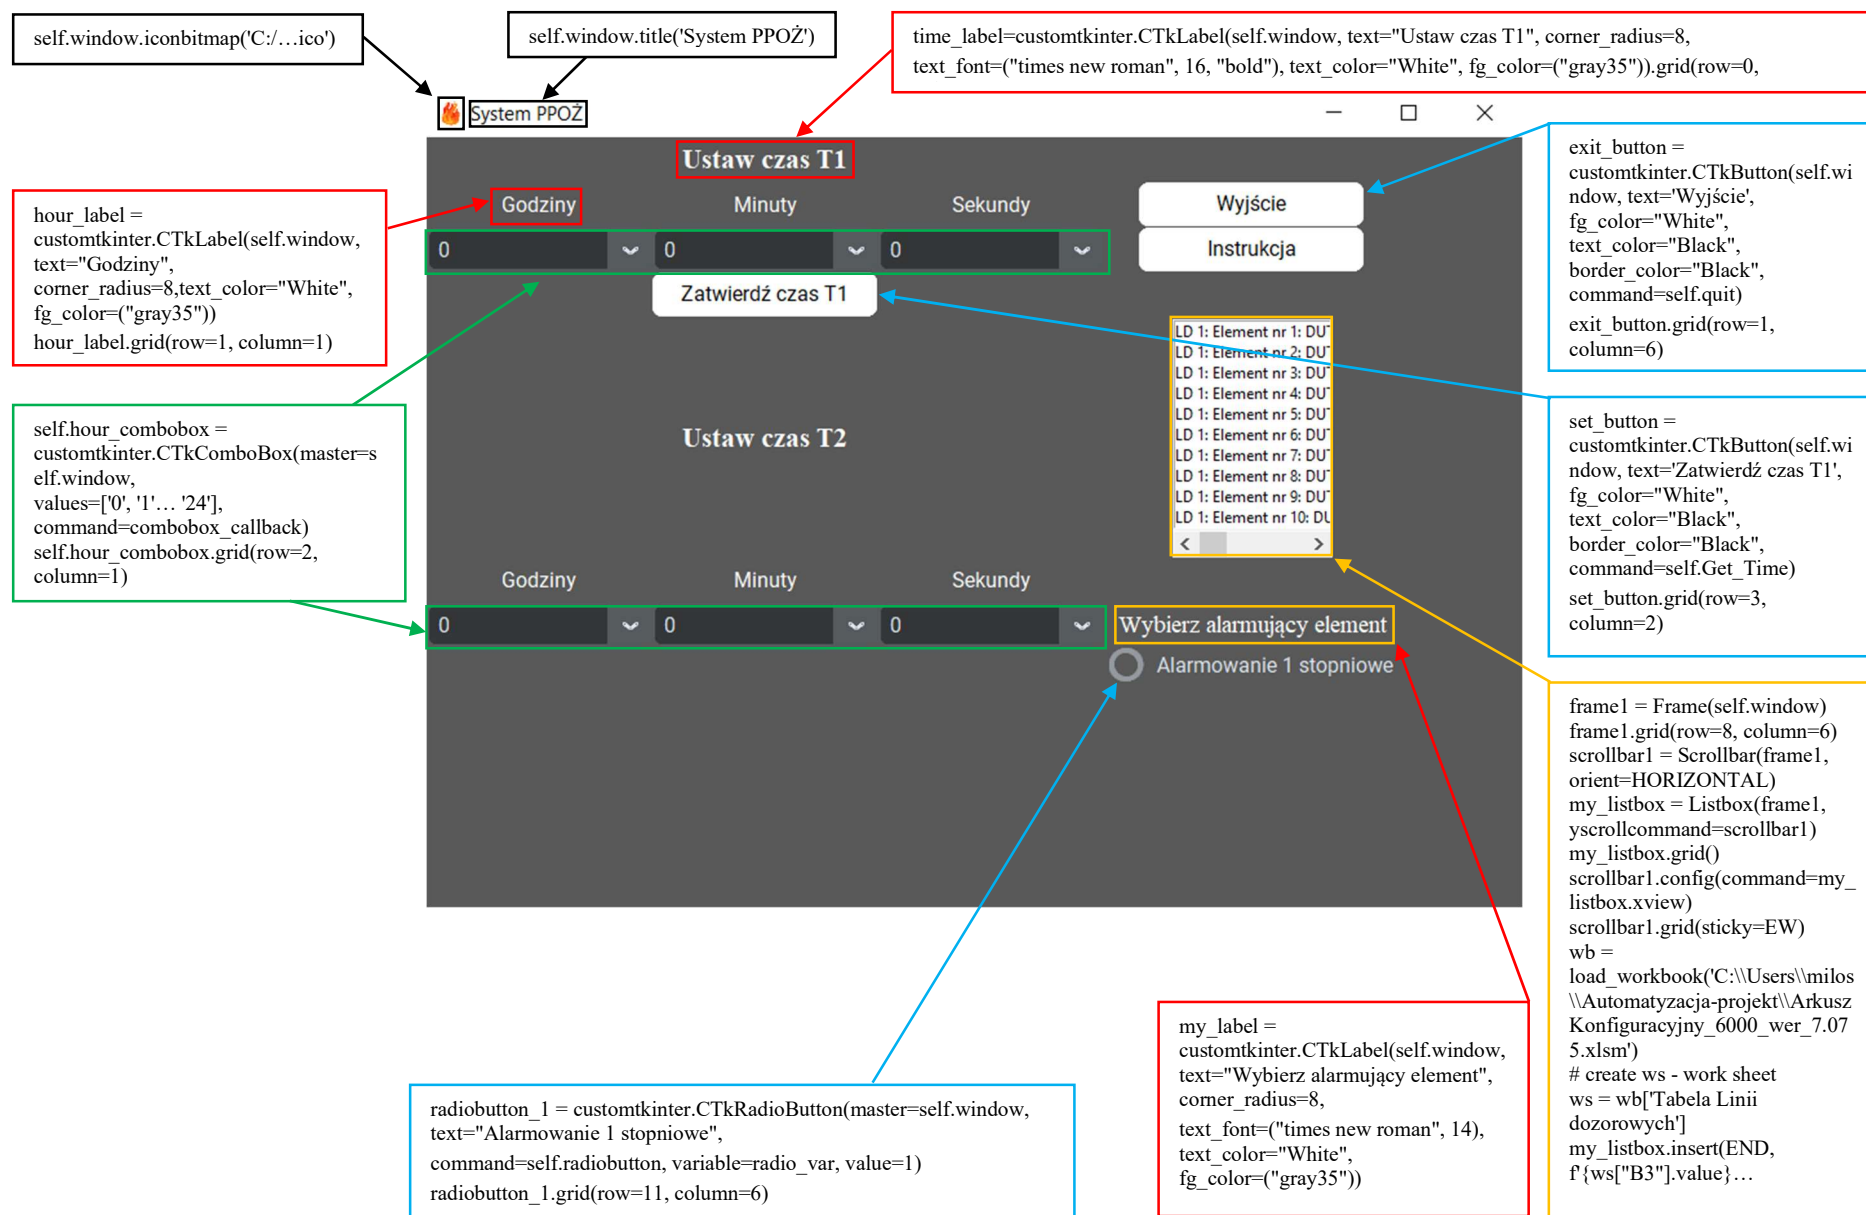 self.window.iconbitmap('C:/…ico')
self.window.title('System PPOŻ')
time_label=customtkinter.CTkLabel(self.window, text="Ustaw czas T1", corner_radius=8,
text_font=("times new roman", 16, "bold"), text_color="White", fg_color=("gray35")).grid(row=0,
System PPOŻ
Ustaw czas T1
Godziny
Minuty
Sekundy
0
0
0
Zatwierdź czas T1
Wyjście
Instrukcja
LD 1: Element nr 1: DUT
LD 1: Element nr 2: DUT
LD 1: Element nr 3: DUT
LD 1: Element nr 4: DUT
LD 1: Element nr 5: DUT
LD 1: Element nr 6: DUT
LD 1: Element nr 7: DUT
LD 1: Element nr 8: DUT
LD 1: Element nr 9: DUT
LD 1: Element nr 10: DU
Ustaw czas T2
Godziny
Minuty
Sekundy
0
0
0
Wybierz alarmujący element
Alarmowanie 1 stopniowe
hour_label =
customtkinter.CTkLabel(self.window,
text="Godziny",
corner_radius=8,text_color="White",
fg_color=("gray35"))
hour_label.grid(row=1, column=1)
self.hour_combobox =
customtkinter.CTkComboBox(master=s
elf.window,
values=['0', '1'… '24'],
command=combobox_callback)
self.hour_combobox.grid(row=2,
column=1)
exit_button =
customtkinter.CTkButton(self.wi
ndow, text='Wyjście',
fg_color="White",
text_color="Black",
border_color="Black",
command=self.quit)
exit_button.grid(row=1,
column=6)
set_button =
customtkinter.CTkButton(self.wi
ndow, text='Zatwierdź czas T1',
fg_color="White",
text_color="Black",
border_color="Black",
command=self.Get_Time)
set_button.grid(row=3,
column=2)
frame1 = Frame(self.window)
frame1.grid(row=8, column=6)
scrollbar1 = Scrollbar(frame1,
orient=HORIZONTAL)
my_listbox = Listbox(frame1,
yscrollcommand=scrollbar1)
my_listbox.grid()
scrollbar1.config(command=my_
listbox.xview)
scrollbar1.grid(sticky=EW)
wb =
load_workbook('C:\\Users\\milos
\\Automatyzacja-projekt\\Arkusz
Konfiguracyjny_6000_wer_7.07
5.xlsm')
# create ws - work sheet
ws = wb['Tabela Linii
dozorowych']
my_listbox.insert(END,
f'{ws["B3"].value}…
my_label =
customtkinter.CTkLabel(self.window,
text="Wybierz alarmujący element",
corner_radius=8,
text_font=("times new roman", 14),
text_color="White",
fg_color=("gray35"))
radiobutton_1 = customtkinter.CTkRadioButton(master=self.window,
text="Alarmowanie 1 stopniowe",
command=self.radiobutton, variable=radio_var, value=1)
radiobutton_1.grid(row=11, column=6)